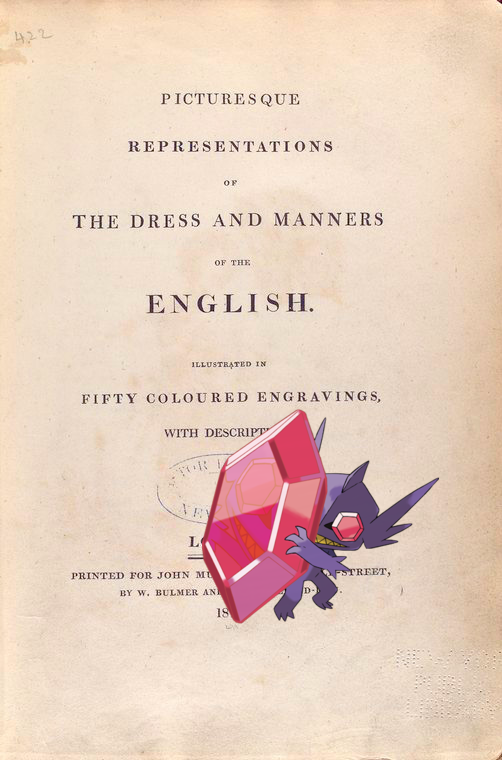 422
PICTURESQUE
REPRESENTATIONS
OF
THE DRESS AND MANNERS
OF THE
ENGLISH.
ILLUSTRATED IN
FIFTY COLOURED ENGRAVINGS,
WITH
PRINTED FOR JOHN
BY W. BULMER